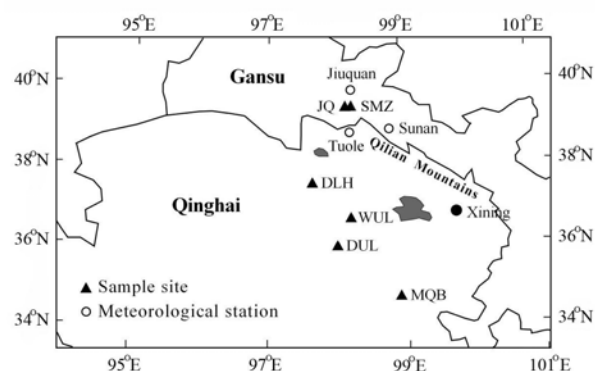 95°E 97°E 99°E 101°E
40°N 40°N
Gansu
Jiuquan
JQ SMZ
Sunan
Tuole
Qilian Mountains
38°N 38°N
DLH
Qinghai
WUL
Xining
36°N 36°N
DUL
Sample site
MQB
Meteorological station
34°N 34°N
95°E 97°E 99°E 101°E